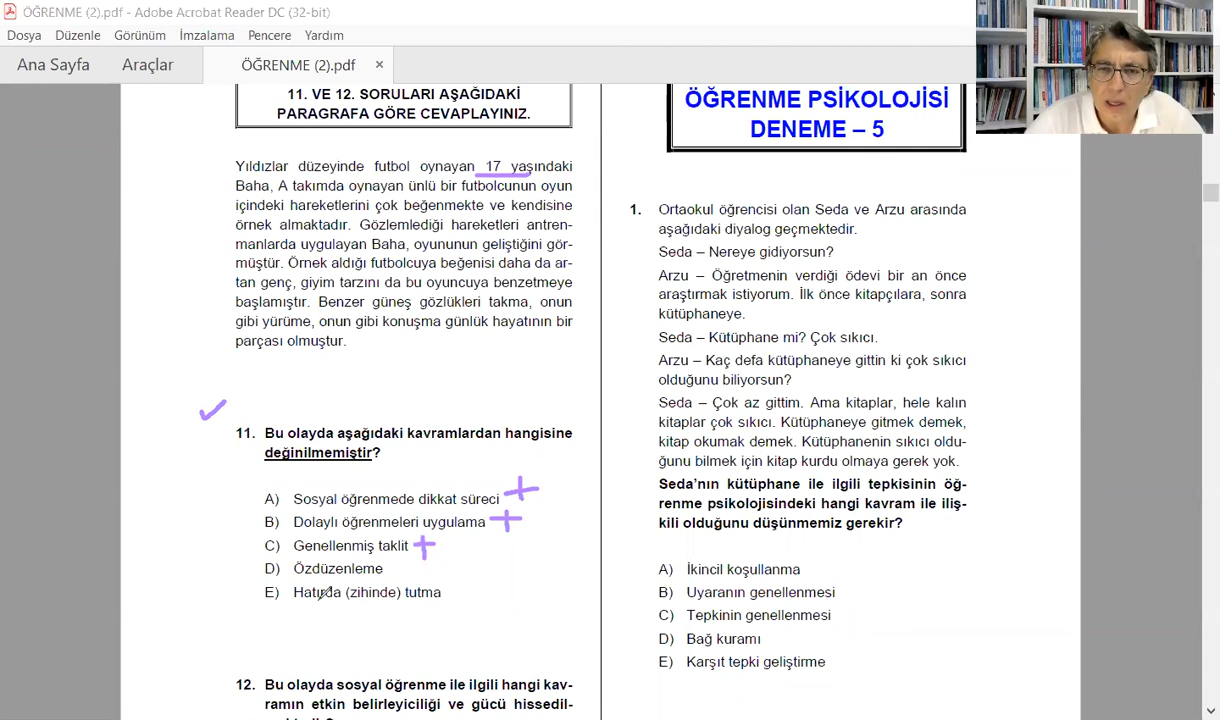 ÖĞRENME (2).pdf - Adobe Acrobat Reader DC (32-bit)
Dosya Düzenle Görünüm İmzalama Pencere Yardım
Ana Sayfa Araçlar ÖĞRENME (2).pdf ×
11. VE 12. SORULARI AŞAĞIDAKİ
PARAGRAFA GÖRE CEVAPLAYINIZ.
Yıldızlar düzeyinde futbol oynayan 17 yaşındaki
Baha, A takımda oynayan ünlü bir futbolcunun oyun
içindeki hareketlerini çok beğenmekte ve kendisine
örnek almaktadır. Gözlemlediği hareketleri antren-
manlarda uygulayan Baha, oyununun geliştiğini gör-
müştür. Örnek aldığı futbolcuya beğenisi daha da ar-
tan genç, giyim tarzını da bu oyuncuya benzetmeye
başlamıştır. Benzer güneş gözlükleri takma, onun
gibi yürüme, onun gibi konuşma günlük hayatının bir
parçası olmuştur.
11. Bu olayda aşağıdaki kavramlardan hangisine
değinilmemiştir?
A) Sosyal öğrenmede dikkat süreci
B) Dolaylı öğrenmeleri uygulama
C) Genellenmiş taklit
D) Özdüzenleme
E) Hatırda (zihinde) tutma
12. Bu olayda sosyal öğrenme ile ilgili hangi kav-
ramın etkin belirleyiciliği ve gücü hissedil-
ÖĞRENME PSİKOLOJİSİ
DENEME – 5
1. Ortaokul öğrencisi olan Seda ve Arzu arasında
aşağıdaki diyalog geçmektedir.
Seda – Nereye gidiyorsun?
Arzu – Öğretmenin verdiği ödevi bir an önce
araştırmak istiyorum. İlk önce kitapçılara, sonra
kütüphaneye.
Seda – Kütüphane mi? Çok sıkıcı.
Arzu – Kaç defa kütüphaneye gittin ki çok sıkıcı
olduğunu biliyorsun?
Seda – Çok az gittim. Ama kitaplar, hele kalın
kitaplar çok sıkıcı. Kütüphaneye gitmek demek,
kitap okumak demek. Kütüphanenin sıkıcı oldu-
ğunu bilmek için kitap kurdu olmaya gerek yok.
Seda’nın kütüphane ile ilgili tepkisinin öğ-
renme psikolojisindeki hangi kavram ile iliş-
kili olduğunu düşünmemiz gerekir?
A) İkincil koşullanma
B) Uyaranın genellenmesi
C) Tepkinin genellenmesi
D) Bağ kuramı
E) Karşıt tepki geliştirme